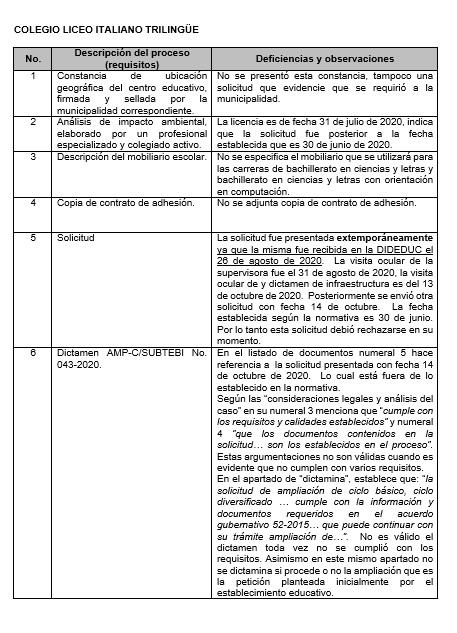 COLEGIO LICEO ITALIANO TRILINGÜE
No.
Descripción del proceso
(requisitos)
Deficiencias y observaciones
1
Constancia de ubicación
geográfica del centro educativo,
firmada y sellada por la
municipalidad correspondiente.
No se presentó esta constancia, tampoco una
solicitud que evidencie que se requirió a la
municipalidad.
2
Análisis de impacto ambiental,
elaborado por un profesional
especializado y colegiado activo.
La licencia es de fecha 31 de julio de 2020, indica
que la solicitud fue posterior a la fecha
establecida que es 30 de junio de 2020.
3
Descripción del mobiliario escolar.
No se especifica el mobiliario que se utilizará para
las carreras de bachillerato en ciencias y letras y
bachillerato en ciencias y letras con orientación
en computación.
4
Copia de contrato de adhesión.
No se adjunta copia de contrato de adhesión.
5
Solicitud
La solicitud fue presentada extemporáneamente
ya que la misma fue recibida en la DIDEDUC el
26 de agosto de 2020. La visita ocular de la
supervisora fue el 31 de agosto de 2020, la visita
ocular de y dictamen de infraestructura es del 13
de octubre de 2020. Posteriormente se envió otra
solicitud con fecha 14 de octubre. La fecha
establecida según la normativa es 30 de junio.
Por lo tanto esta solicitud debió rechazarse en su
momento.
6
Dictamen AMP-C/SUBTEBI No.
043-2020.
En el listado de documentos numeral 5 hace
referencia a la solicitud presentada con fecha 14
de octubre de 2020. Lo cual está fuera de lo
establecido en la normativa.
Según las “consideraciones legales y análisis del
caso” en su numeral 3 menciona que “cumple con
los requisitos y calidades establecidos” y numeral
4 “que los documentos contenidos en la
solicitud… son los establecidos en el proceso”.
Estas argumentaciones no son válidas cuando es
evidente que no cumplen con varios requisitos.
En el apartado de “dictamina”, establece que: “la
solicitud de ampliación de ciclo básico, ciclo
diversificado … cumple con la información y
documentos requeridos en el acuerdo
gubernativo 52-2015… que puede continuar con
su trámite ampliación de…”. No es válido el
dictamen toda vez no se cumplió con los
requisitos. Asimismo en este mismo apartado no
se dictamina si procede o no la ampliación que es
la petición planteada inicialmente por el
establecimiento educativo.